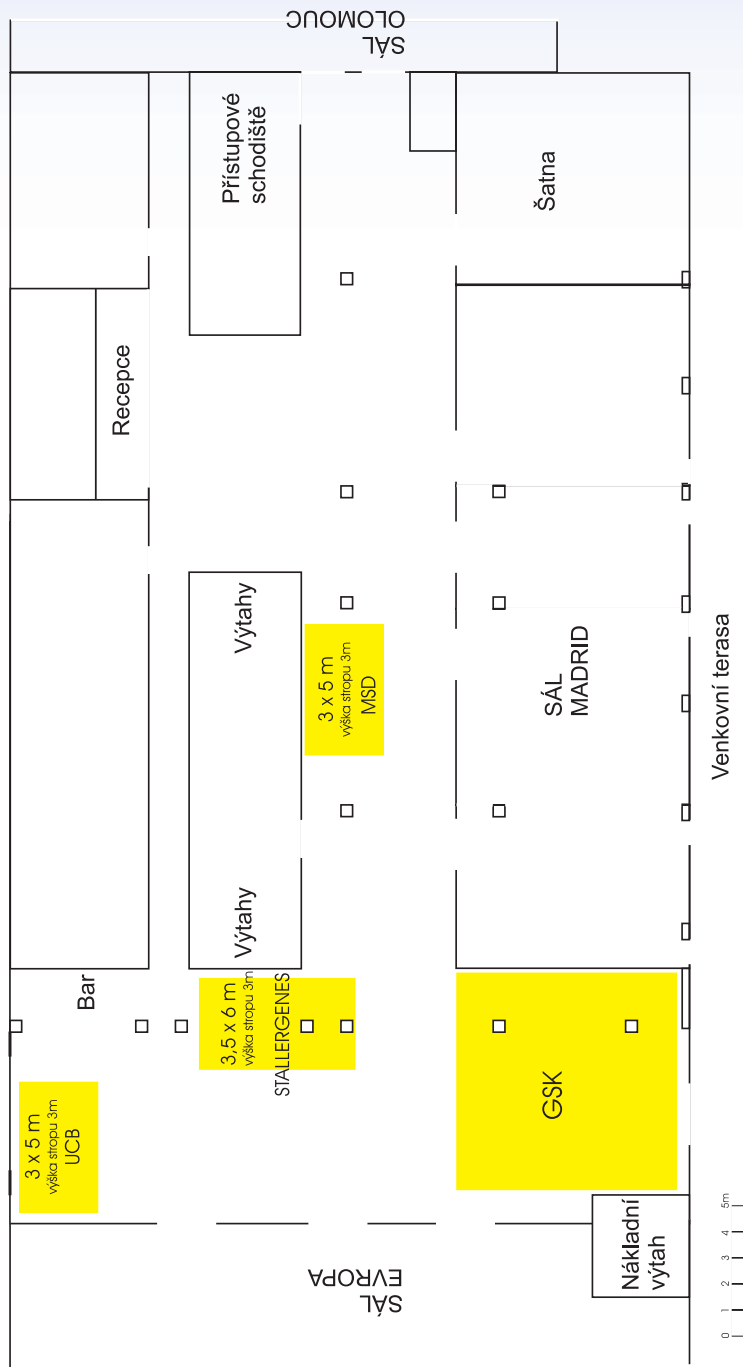 SÁL
OLOMOUC
Přístupové
schodiště
Šatna
Recepce
Výtahy
3 x 5 m
výška stropu 3m
MSD
SÁL
MADRID
Venkovní terasa
Výtahy
Bar
3,5 x 6 m
výška stropu 3m
STALLERGENES
3 x 5 m
výška stropu 3m
UCB
GSK
Nákladní
výtah
SÁL
EVROPA
0 1 2 3 4 5m